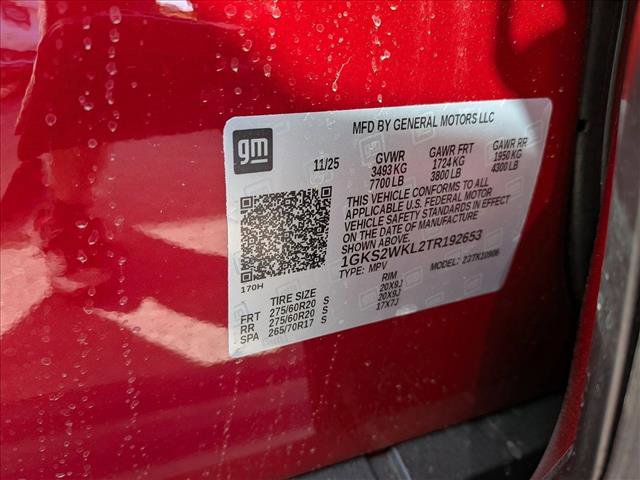 MFD BY GENERAL MOTORS LLC
gm
11/25
GVWR GAWR FRT GAWR RR
3493 KG 1724 KG 1950 KG
7700 LB 3800 LB 4300 LB
THIS VEHICLE CONFORMS TO ALL
APPLICABLE U.S. FEDERAL MOTOR
VEHICLE SAFETY STANDARDS IN EFFECT
ON THE DATE OF MANUFACTURE
SHOWN ABOVE.
1GKS2WKL2TR192653
TYPE: MPV MODEL: 23TK10906
170H
TIRE SIZE RIM
FRT 275/60R20 S 20X9J
RR 275/60R20 S 20X9J
SPA 265/70R17 S 17X7J